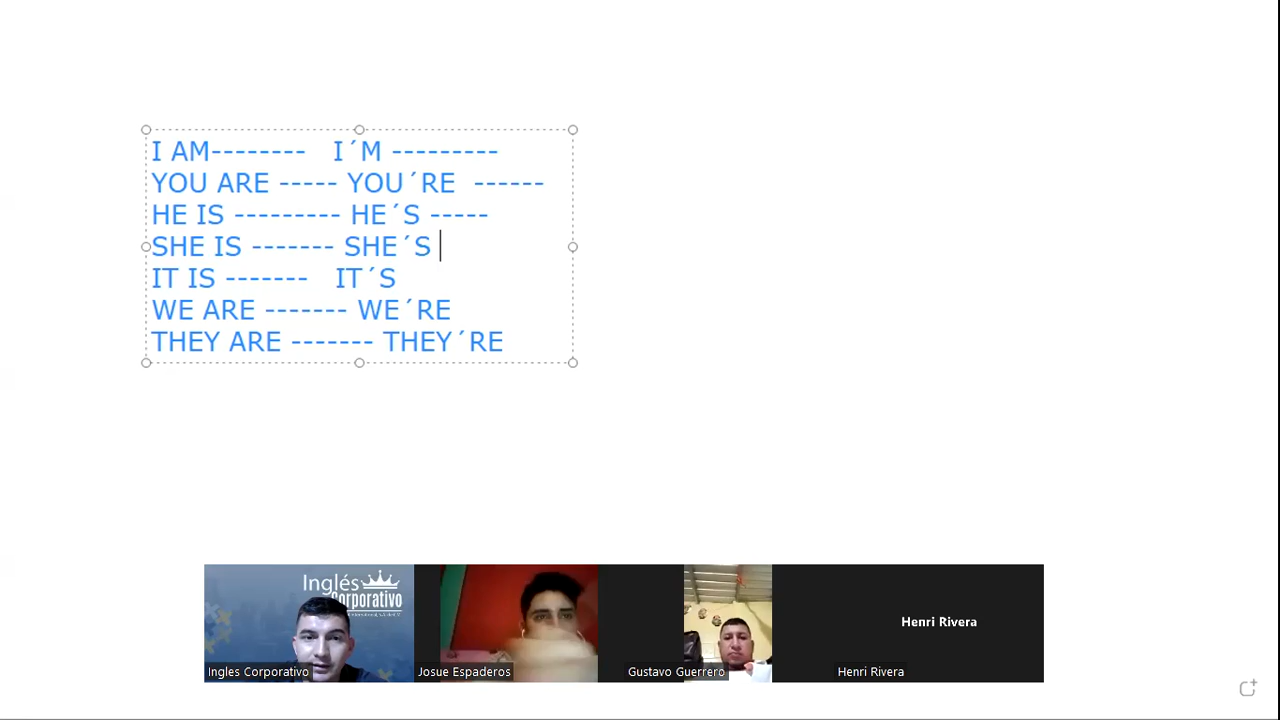 I AM--------   I´M ---------
YOU ARE ----- YOU´RE  ------
HE IS --------- HE´S -----
SHE IS ------- SHE´S
IT IS -------   IT´S
WE ARE ------- WE´RE
THEY ARE ------- THEY´RE
Inglés
Corporativo
Henri Rivera
Ingles Corporativo
Josue Espaderos
Gustavo Guerrero
Henri Rivera